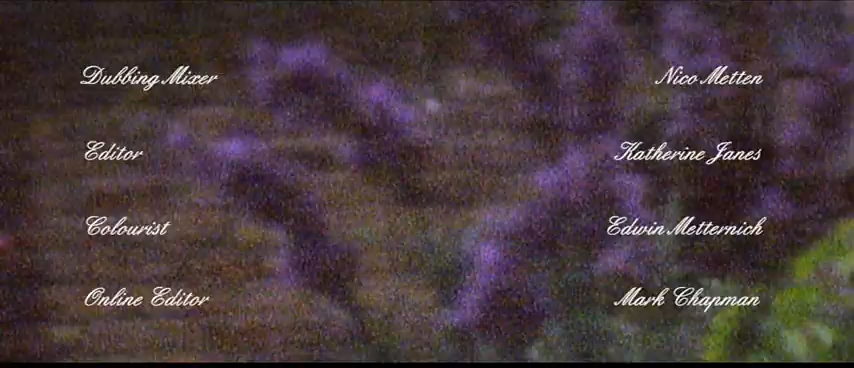 Dubbing Mixer Nico Metten
Editor Katherine Janes
Colourist Edwin Metternich
Online Editor Mark Chapman